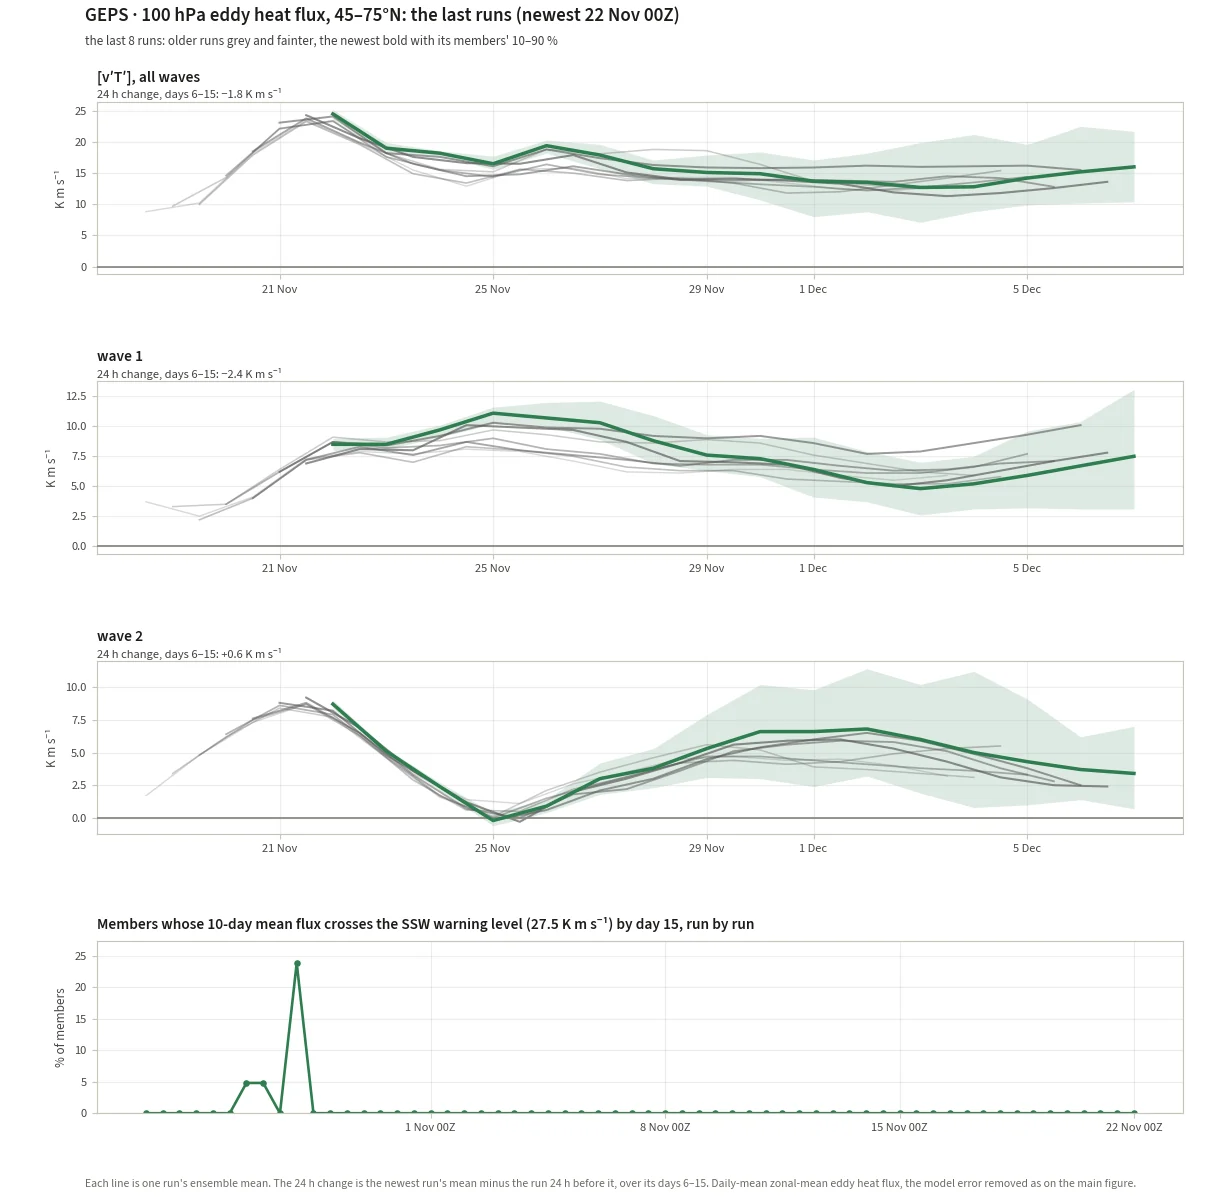 GEPS · 100 hPa eddy heat flux, 45–75°N: the last runs (newest 22 Nov 00Z)
the last 8 runs: older runs grey and fainter, the newest bold with its members' 10–90 %
[v′T′], all waves
24 h change, days 6–15: −1.8 K m s⁻¹
K m s⁻¹
25
20
15
10
5
0
21 Nov
25 Nov
29 Nov
1 Dec
5 Dec
wave 1
24 h change, days 6–15: −2.4 K m s⁻¹
K m s⁻¹
12.5
10.0
7.5
5.0
2.5
0.0
21 Nov
25 Nov
29 Nov
1 Dec
5 Dec
wave 2
24 h change, days 6–15: +0.6 K m s⁻¹
K m s⁻¹
10.0
7.5
5.0
2.5
0.0
21 Nov
25 Nov
29 Nov
1 Dec
5 Dec
Members whose 10-day mean flux crosses the SSW warning level (27.5 K m s⁻¹) by day 15, run by run
% of members
25
20
15
10
5
0
1 Nov 00Z
8 Nov 00Z
15 Nov 00Z
22 Nov 00Z
Each line is one run's ensemble mean. The 24 h change is the newest run's mean minus the run 24 h before it, over its days 6–15. Daily-mean zonal-mean eddy heat flux, the model error removed as on the main figure.